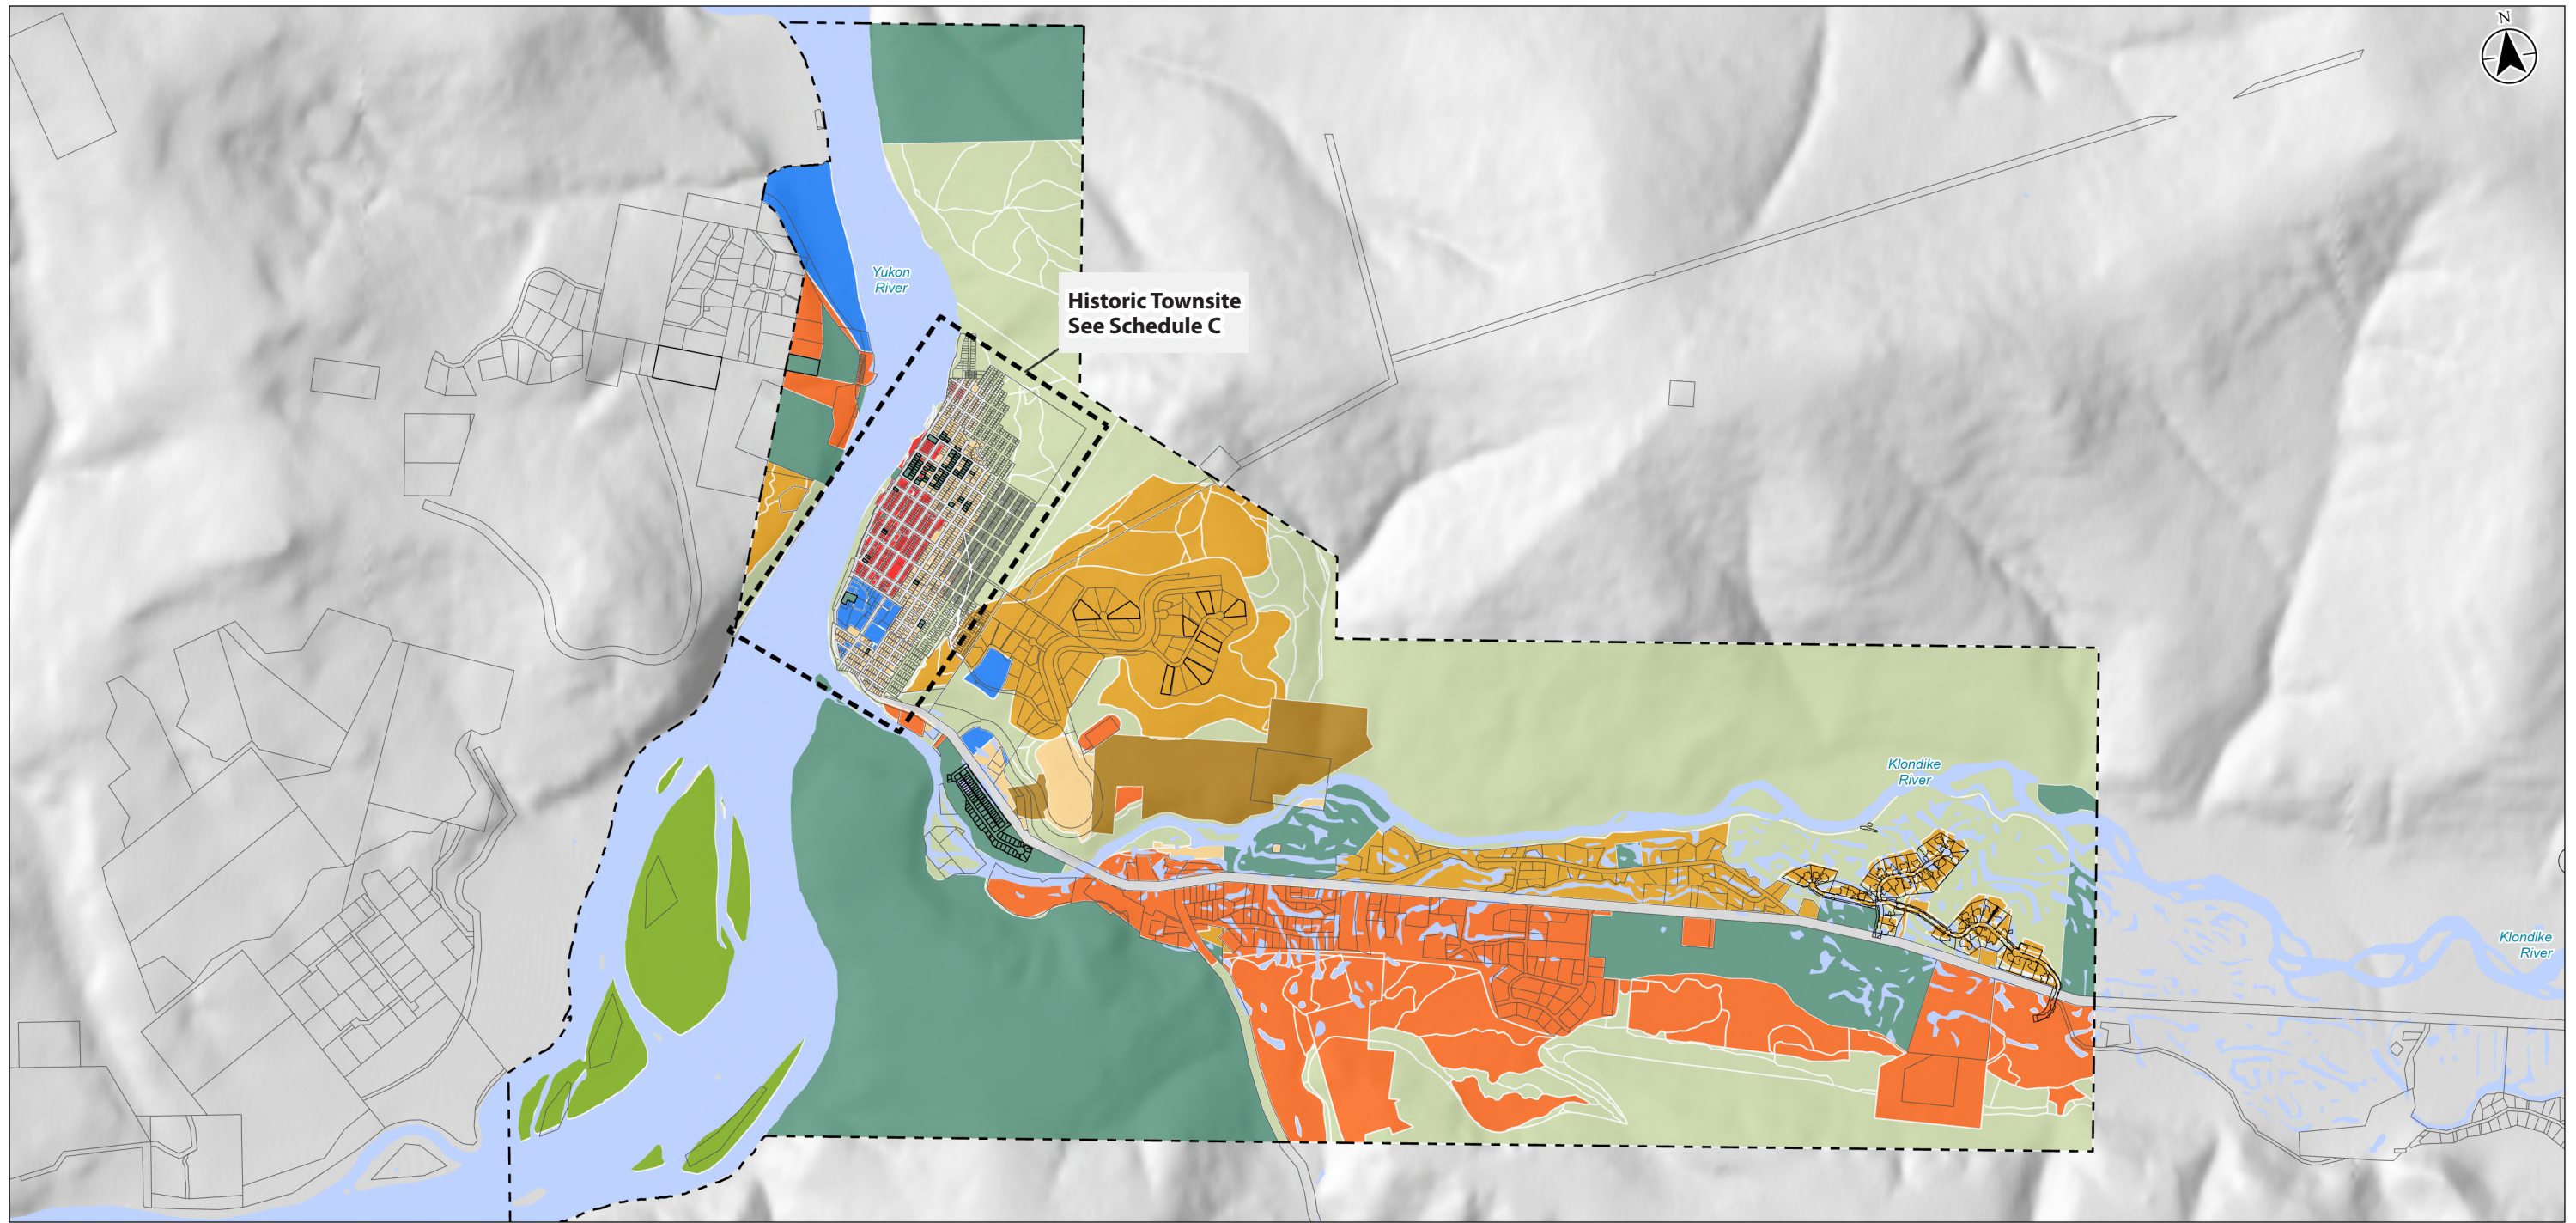 N
Yukon
River
Historic Townsite
See Schedule C
Klondike
River
Klondike
River